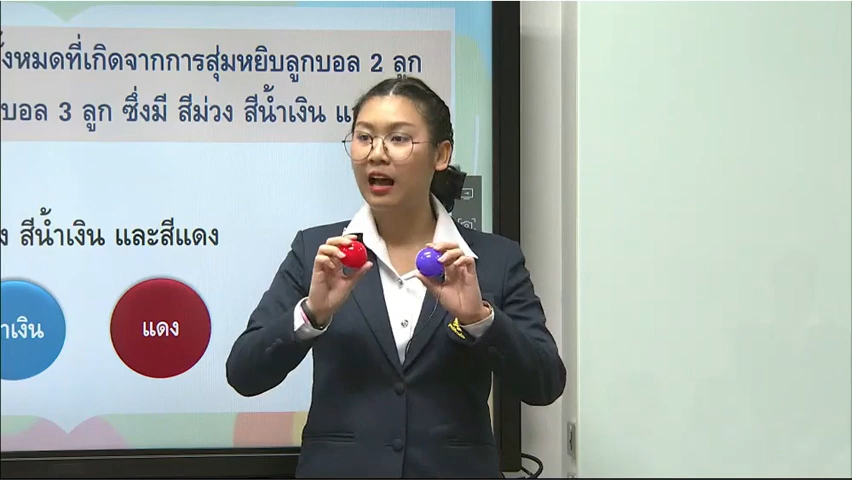 ั้งหมดที่เกิดจากการสุ่มหยิบลูกบอล 2 ลูก
บอล 3 ลูก ซึ่งมี สีม่วง สีน้ำเงิน แ
ง สีน้ำเงิน และสีแดง
ำเงิน
แดง